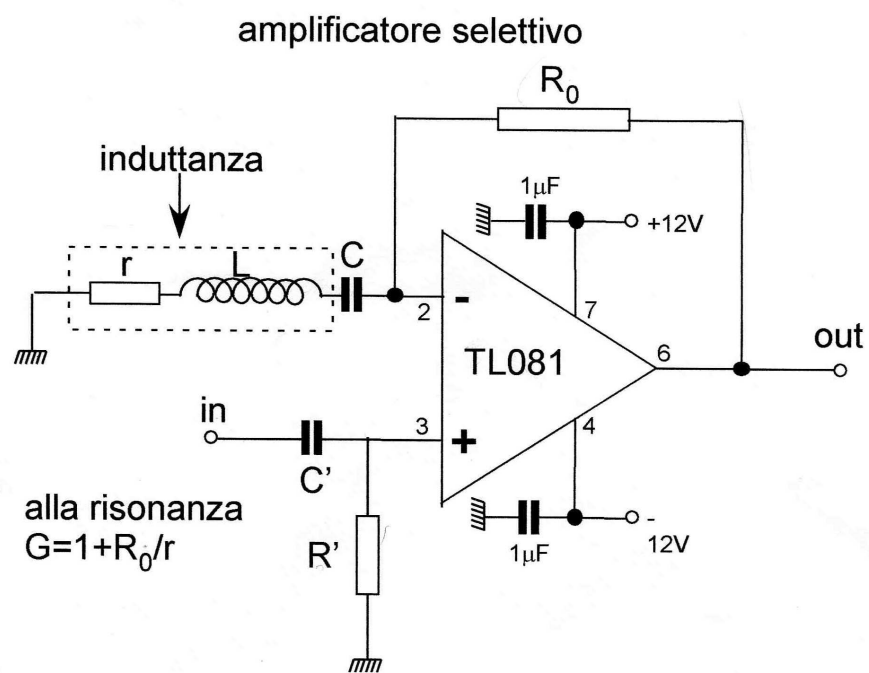 amplificatore selettivo
R₀
induttanza
1µF
+12V
r
L
C
2
-
7
TL081
6
out
in
3
+
4
C'
alla risonanza
G=1+R₀/r
R'
1µF
-
12V